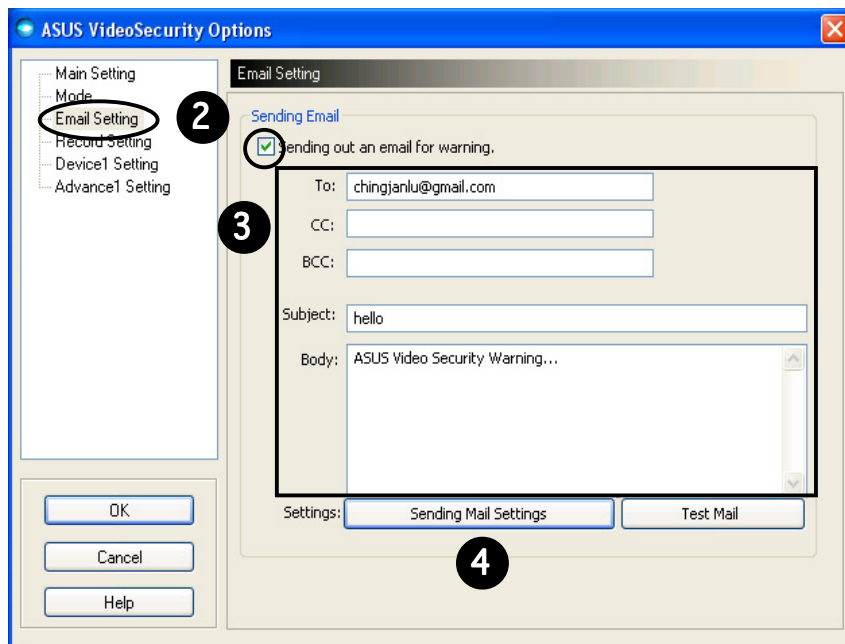 ASUS VideoSecurity Options
Main Setting
Mode
Email Setting
Record Setting
Device1 Setting
Advance1 Setting
2
Email Setting
Sending Email
Sending out an email for warning.
3
To: chingjanlu@gmail.com
CC:
BCC:
Subject: hello
Body: ASUS Video Security Warning...
Settings: Sending Mail Settings Test Mail
4
OK
Cancel
Help